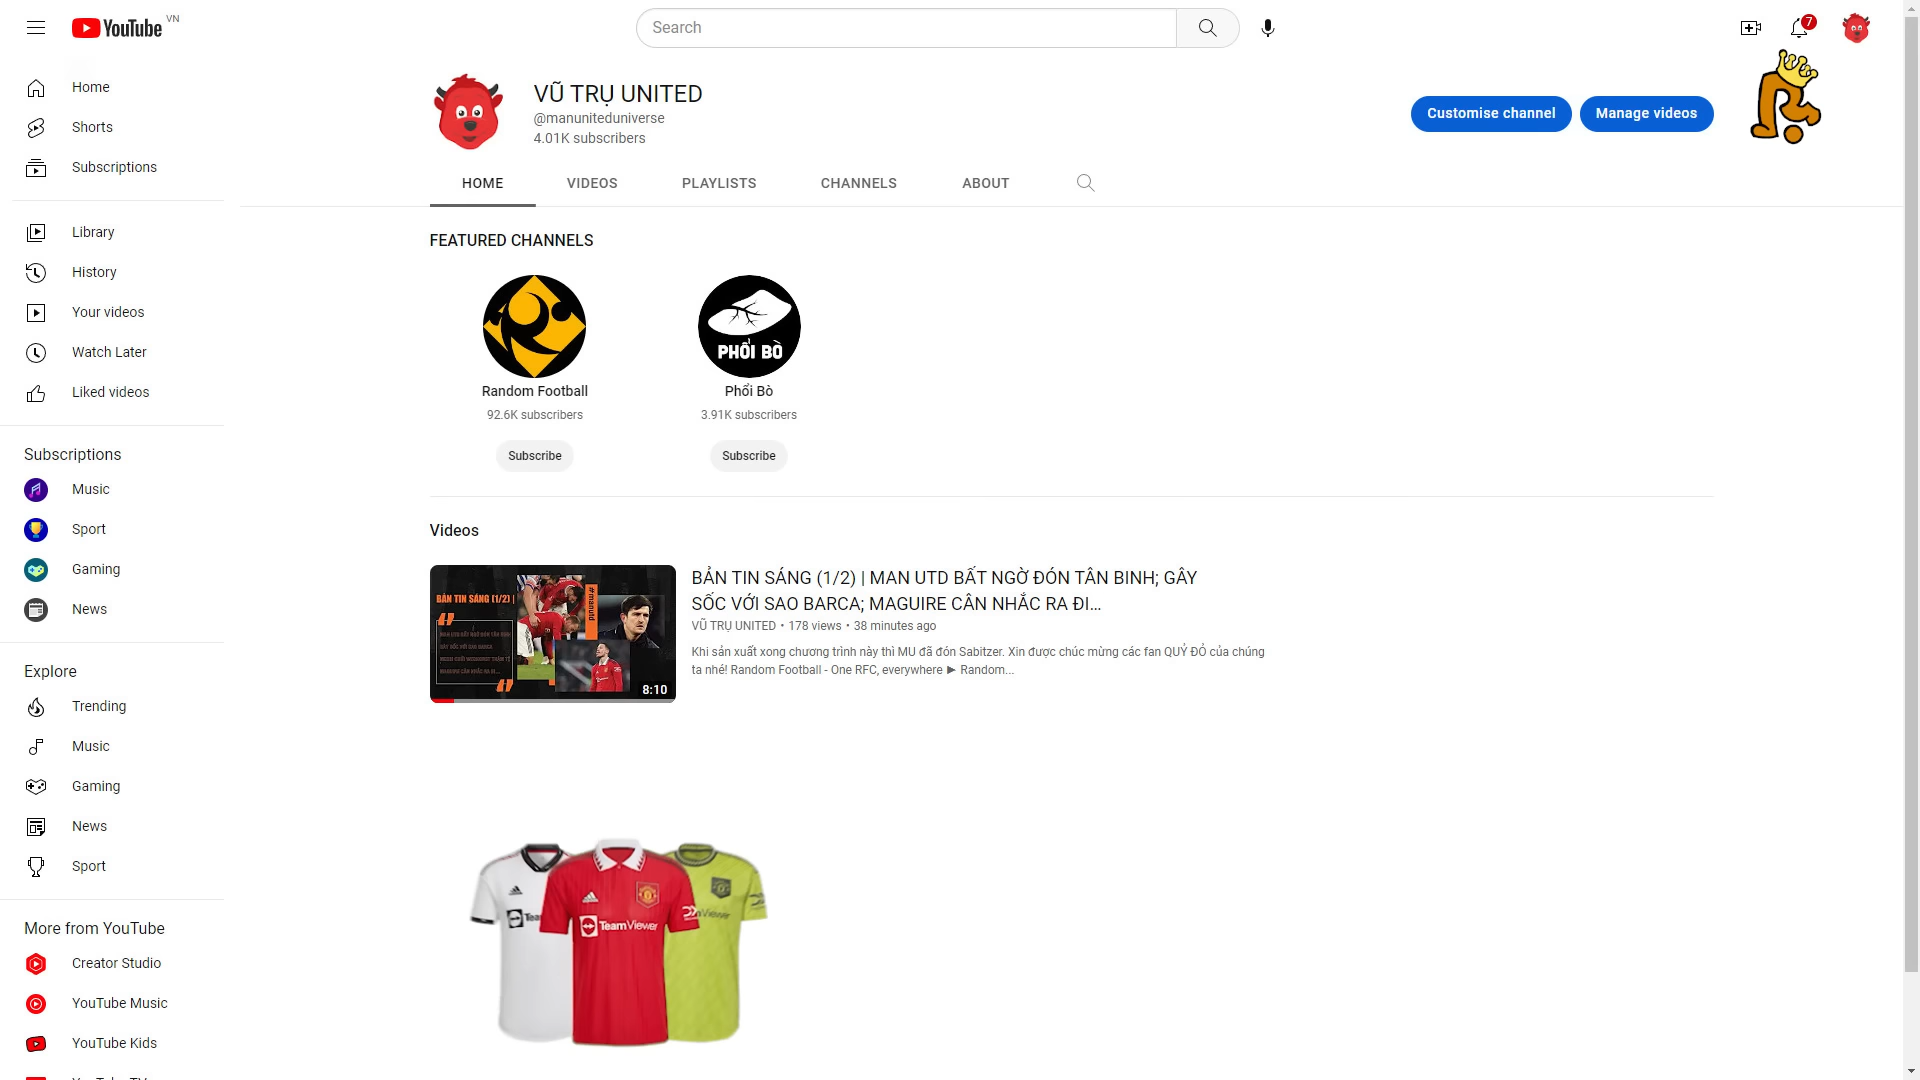 YouTube VN
Search
7
Home
Shorts
Subscriptions
Library
History
Your videos
Watch Later
Liked videos
Subscriptions
Music
Sport
Gaming
News
Explore
Trending
Music
Gaming
News
Sport
More from YouTube
Creator Studio
YouTube Music
YouTube Kids
VŨ TRỤ UNITED
@manuniteduniverse
4.01K subscribers
Customise channel
Manage videos
HOME
VIDEOS
PLAYLISTS
CHANNELS
ABOUT
FEATURED CHANNELS
PHỔI BÒ
Random Football
92.6K subscribers
Subscribe
Phổi Bò
3.91K subscribers
Subscribe
Videos
BẢN TIN SÁNG (1/2) |
#manutd
8:10
BẢN TIN SÁNG (1/2) | MAN UTD BẤT NGỜ ĐÓN TÂN BINH; GÂY
SỐC VỚI SAO BARCA; MAGUIRE CÂN NHẮC RA ĐI...
VŨ TRỤ UNITED • 178 views • 38 minutes ago
Khi sản xuất xong chương trình này thì MU đã đón Sabitzer. Xin được chúc mừng các fan QUỶ ĐỎ của chúng
ta nhé! Random Football - One RFC, everywhere ► Random...
TeamViewer